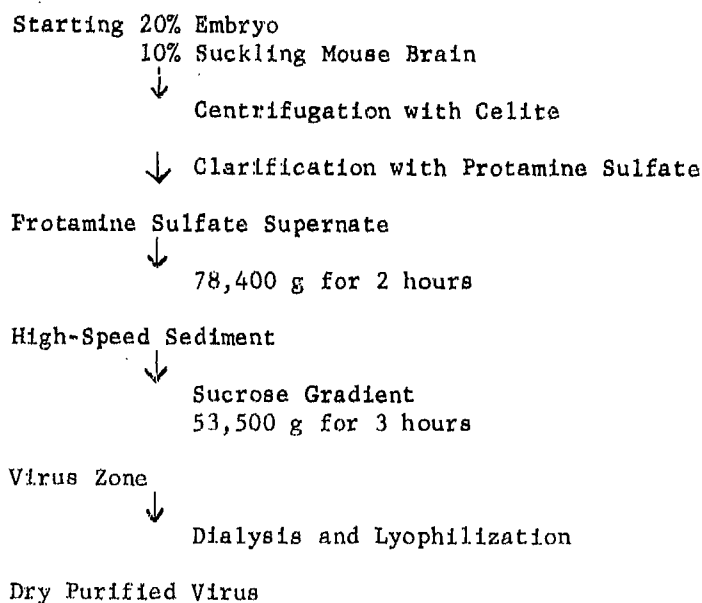 Starting 20% Embryo
10% Suckling Mouse Brain
Centrifugation with Celite
Clarification with Protamine Sulfate
Protamine Sulfate Supernate
78,400 g for 2 hours
High-Speed Sediment
Sucrose Gradient
53,500 g for 3 hours
Virus Zone
Dialysis and Lyophilization
Dry Purified Virus